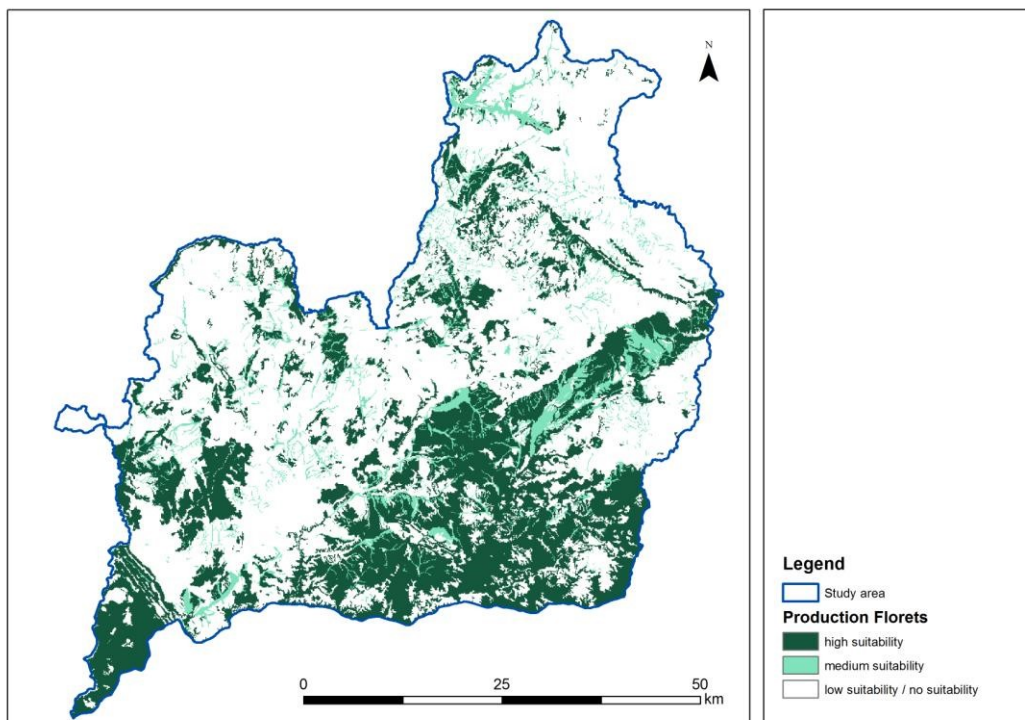 N
Legend
Study area
Production Florets
high suitability
medium suitability
low suitability / no suitability
0 25 50
km